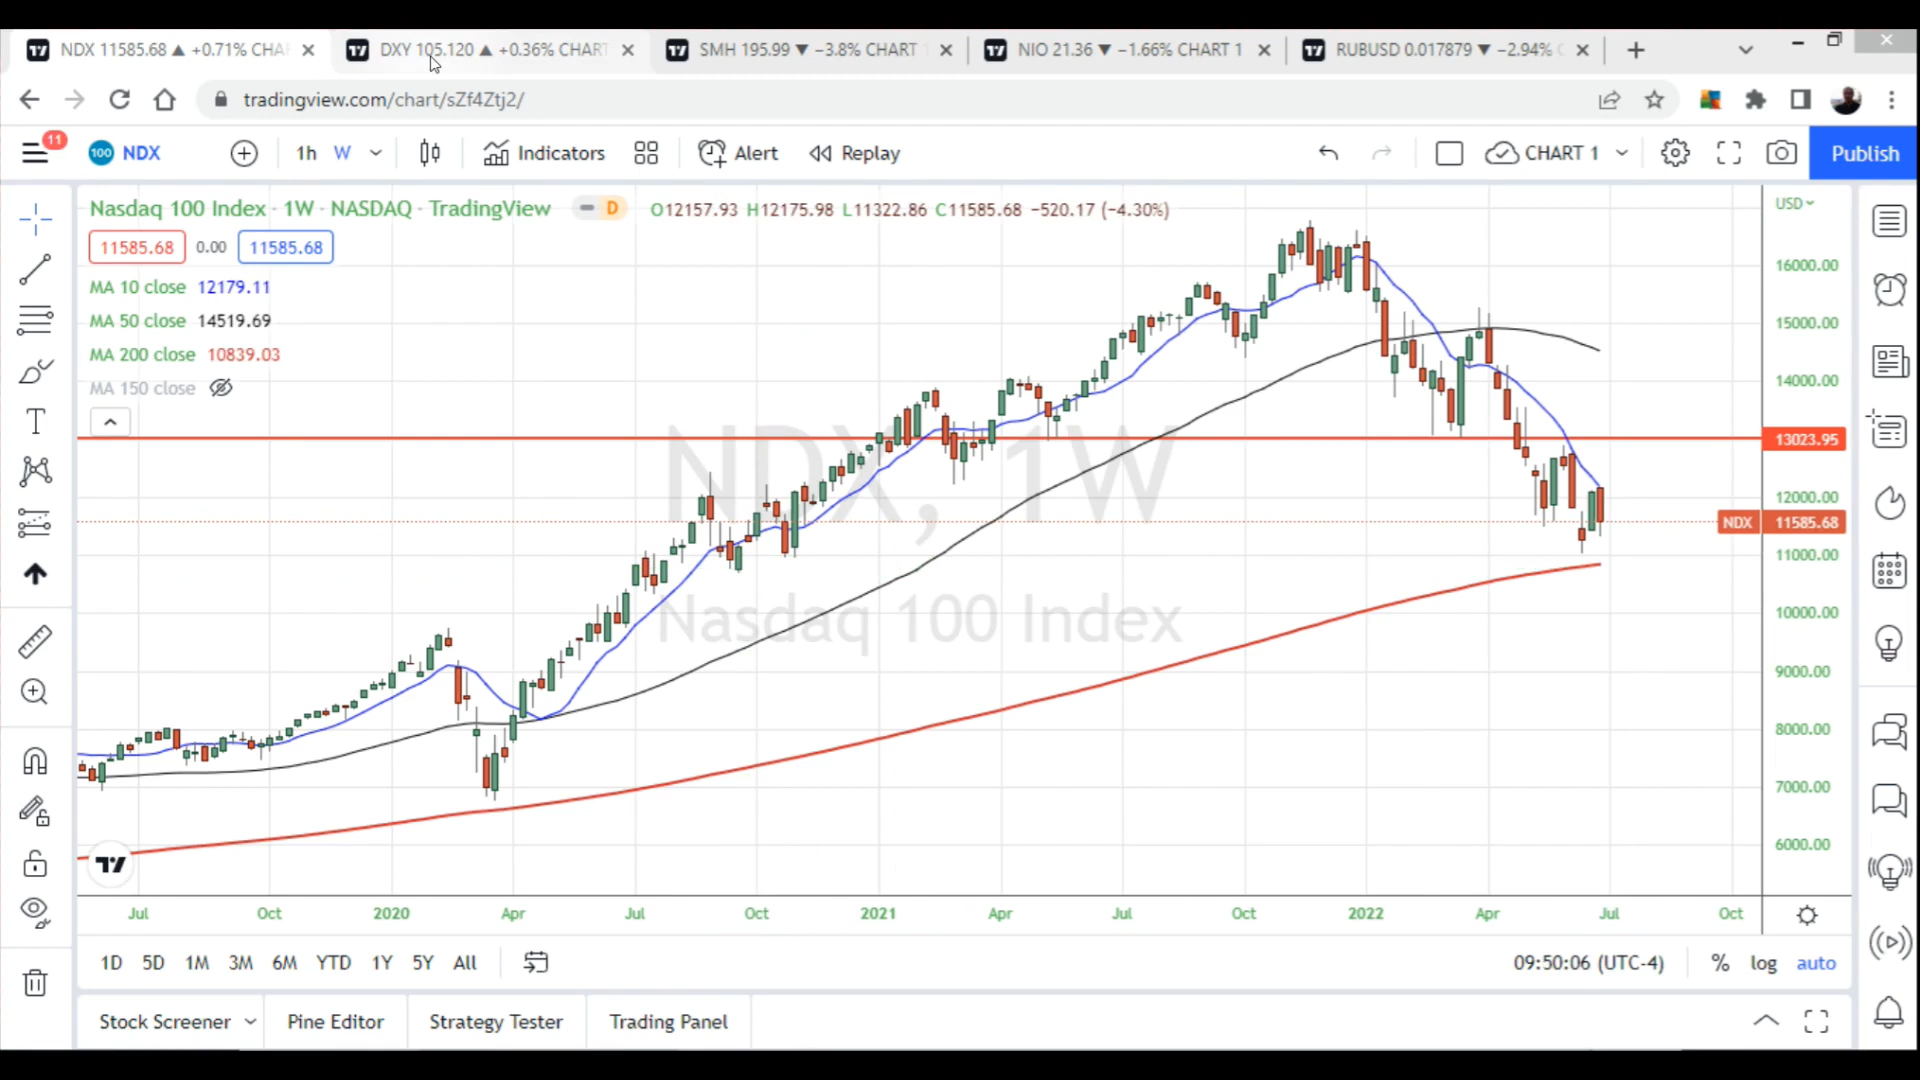 NDX 11585.68 ▲ +0.71% CHA
DXY 105.120 ▲ +0.36% CHART
SMH 195.99 ▼ −3.8% CHART
NIO 21.36 ▼ −1.66% CHART 1
RUBUSD 0.017879 ▼ −2.94%
tradingview.com/chart/sZf4Ztj2/
11
100 NDX
1h W
Indicators
Alert
Replay
CHART 1
Publish
Nasdaq 100 Index · 1W · NASDAQ · TradingView
D
O12157.93 H12175.98 L11322.86 C11585.68 −520.17 (−4.30%)
USD
11585.68 0.00 11585.68
MA 10 close 12179.11
MA 50 close 14519.69
MA 200 close 10839.03
MA 150 close
NDX, 1W
Nasdaq 100 Index
16000.00
15000.00
14000.00
13023.95
12000.00
NDX 11585.68
11000.00
10000.00
9000.00
8000.00
7000.00
6000.00
Jul Oct 2020 Apr Jul Oct 2021 Apr Jul Oct 2022 Apr Jul Oct
1D 5D 1M 3M 6M YTD 1Y 5Y All
09:50:06 (UTC-4) % log auto
Stock Screener Pine Editor Strategy Tester Trading Panel